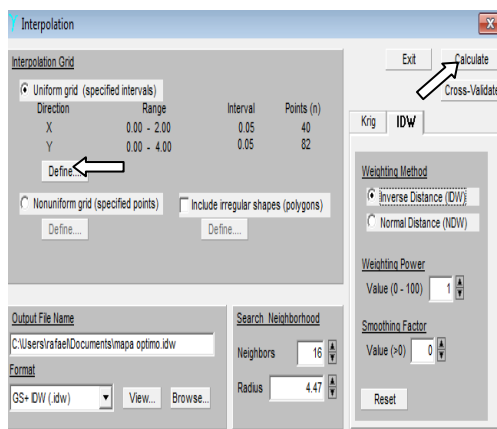 Interpolation
Interpolation Grid
Uniform grid (specified intervals)
Direction Range Interval Points (n)
X 0.00 - 2.00 0.05 40
Y 0.00 - 4.00 0.05 82
Define....
Nonuniform grid (specified points)
Include irregular shapes (polygons)
Define....
Define....
Output File Name
C:\Users\rafael\Documents\mapa optimo.idw
Format
GS+ IDW (.idw)
View...
Browse...
Search Neighborhood
Neighbors 16
Radius 4.47
Exit
Calculate
Cross-Validate
Krig
IDW
Weighting Method
Inverse Distance (IDW)
Normal Distance (NDW)
Weighting Power
Value (0 - 100) 1
Smoothing Factor
Value (>0) 0
Reset